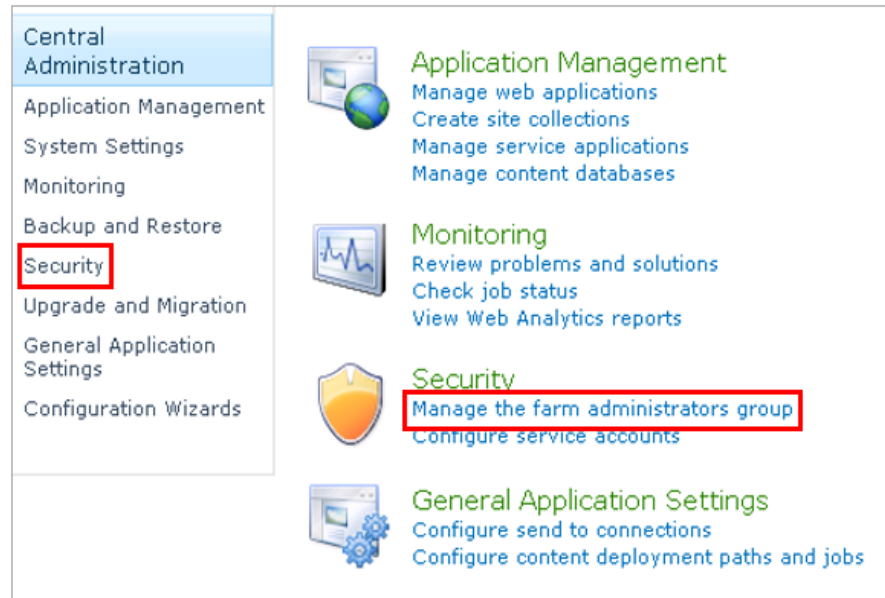 Central
Administration
Application Management
System Settings
Monitoring
Backup and Restore
Security
Upgrade and Migration
General Application
Settings
Configuration Wizards
Application Management
Manage web applications
Create site collections
Manage service applications
Manage content databases
Monitoring
Review problems and solutions
Check job status
View Web Analytics reports
Security
Manage the farm administrators group
Configure service accounts
General Application Settings
Configure send to connections
Configure content deployment paths and jobs